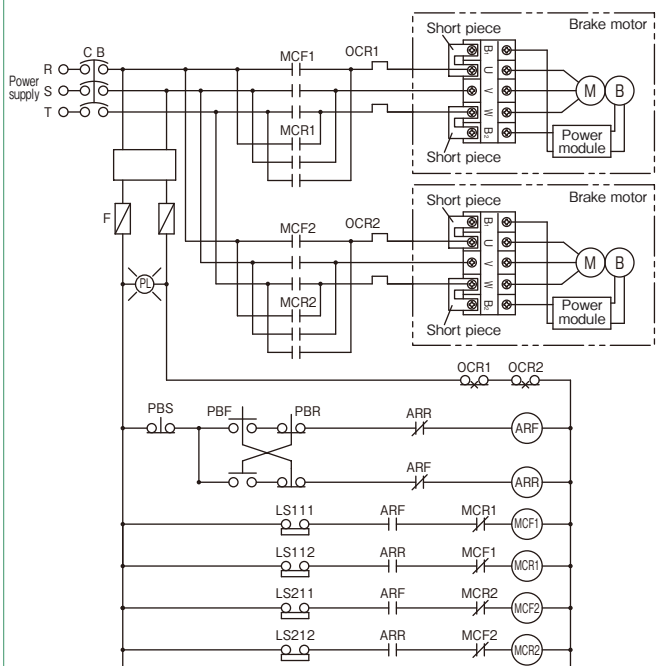 Short piece
Brake motor
C B
MCF1
OCR1
B₁
U
V
W
B₂
R
S
T
Power supply
M
B
MCR1
Power module
Short piece
Short piece
Brake motor
F
MCF2
OCR2
B₁
U
V
W
B₂
M
B
PL
MCR2
Power module
Short piece
OCR1
OCR2
PBS
PBF
PBR
ARR
ARF
ARF
ARR
LS111
ARF
MCR1
MCF1
LS112
ARR
MCF1
MCR1
LS211
ARF
MCR2
MCF2
LS212
ARR
MCF2
MCR2